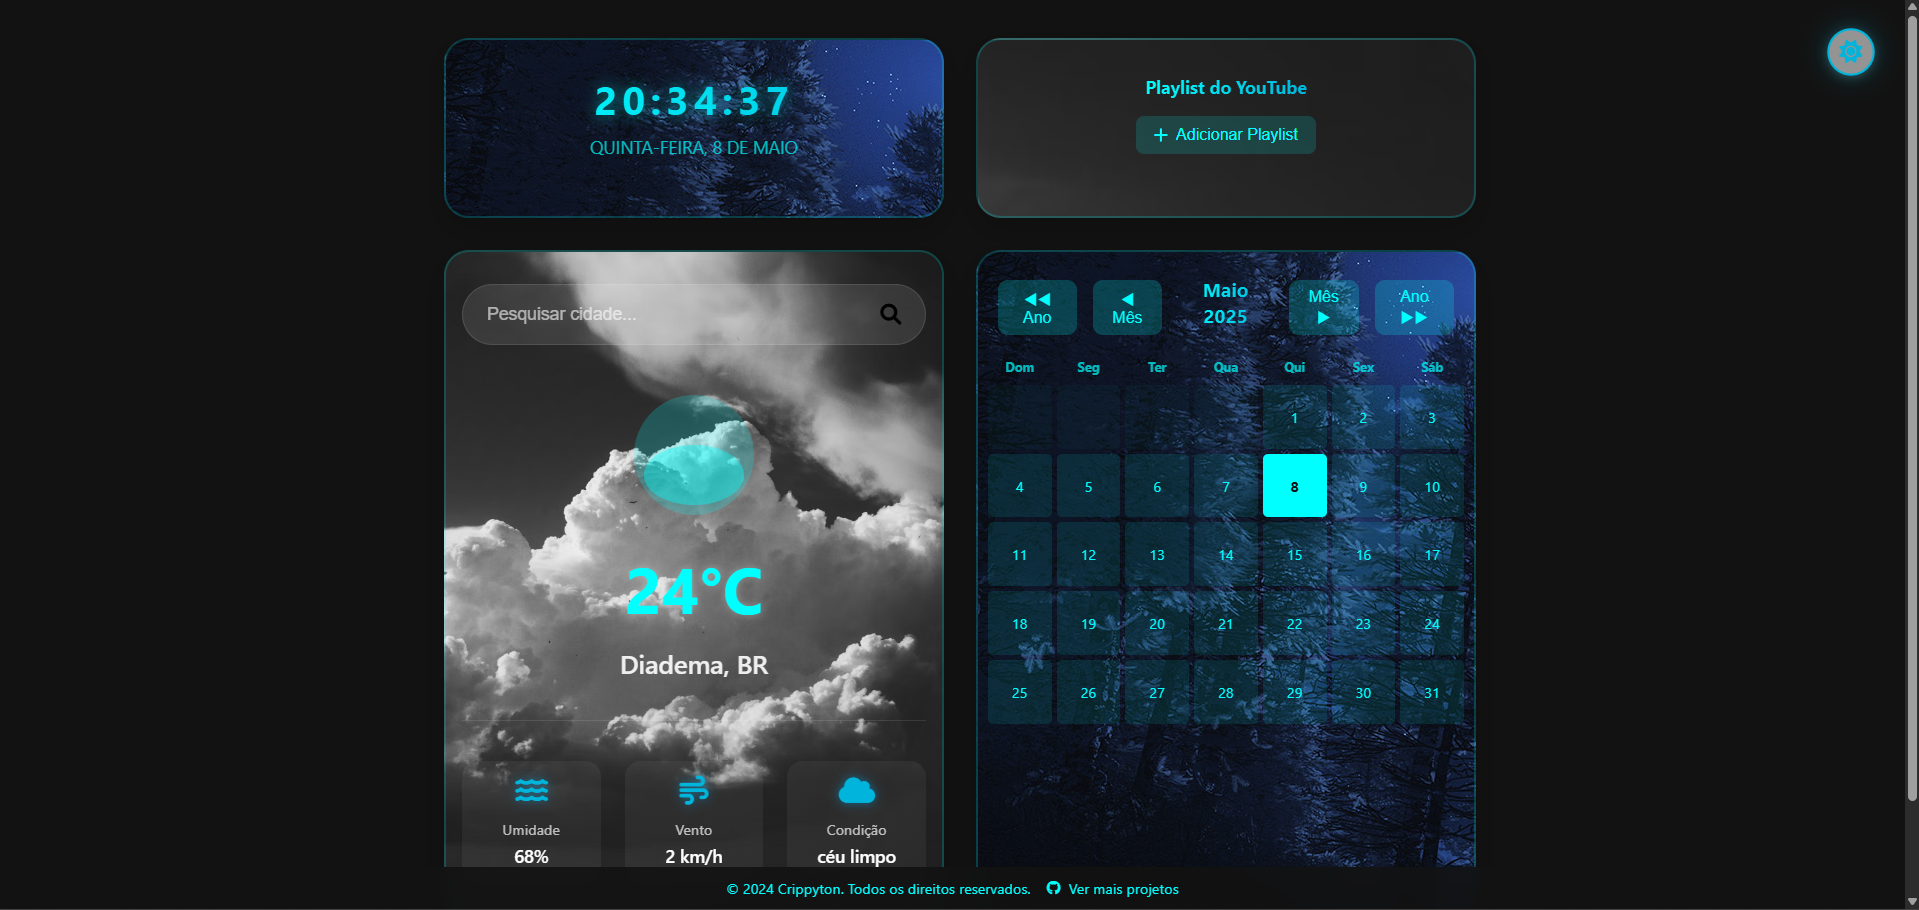 20:34:37
QUINTA-FEIRA, 8 DE MAIO
Playlist do YouTube
Adicionar Playlist
Pesquisar cidade...
24°C
Diadema, BR
Umidade
68%
Vento
2 km/h
Condição
céu limpo
◀◀
Ano
◀
Mês
Maio
2025
Mês
▶
Ano
▶▶
Dom Seg Ter Qua Qui Sex Sáb
1 2 3
4 5 6 7 8 9 10
11 12 13 14 15 16 17
18 19 20 21 22 23 24
25 26 27 28 29 30 31
© 2024 Crippyton. Todos os direitos reservados. Ver mais projetos